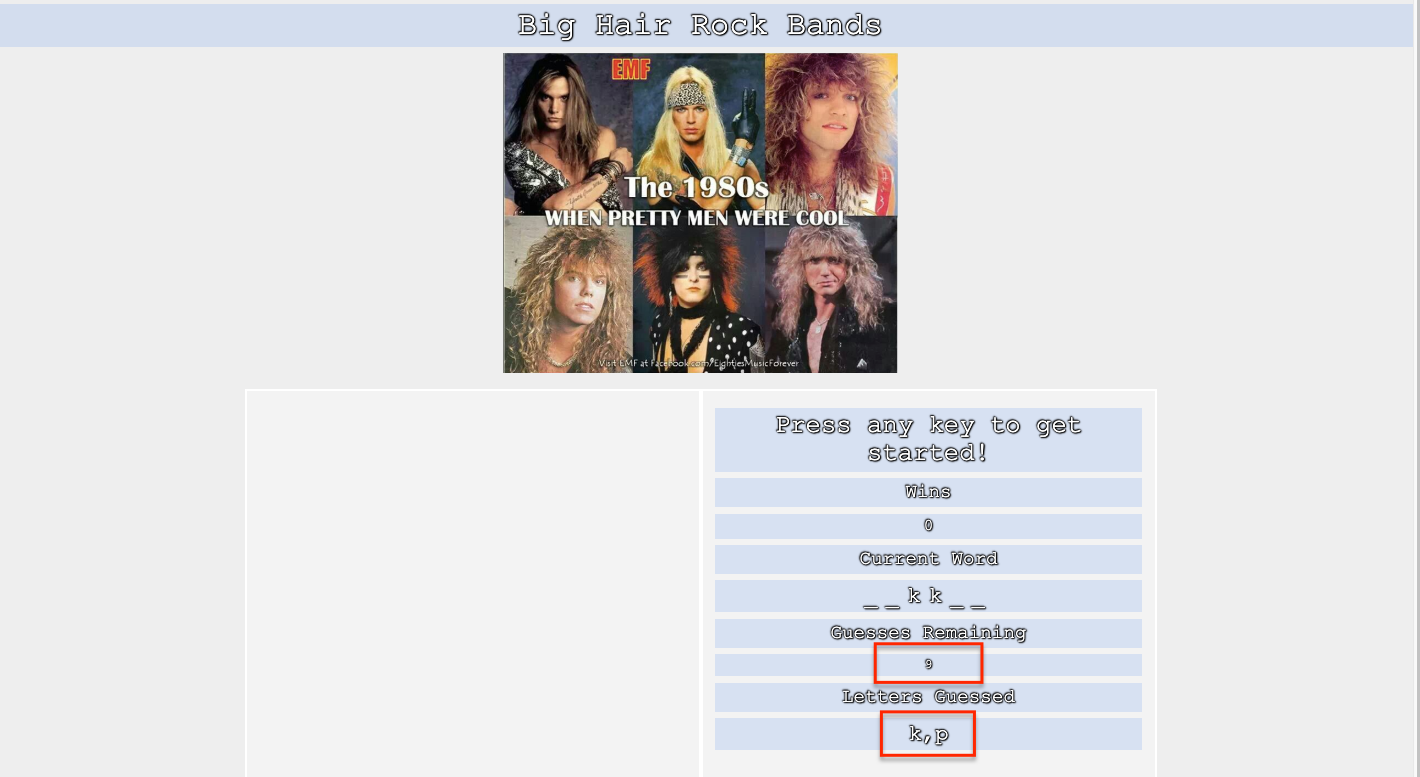 Big Hair Rock Bands
EMF
The 1980s
WHEN PRETTY MEN WERE COOL
Visit EMF at Facebook.com/EightiesMusicForever
Press any key to get
started!
Wins
0
Current Word
_ _ k k _ _
Guesses Remaining
9
Letters Guessed
k,p